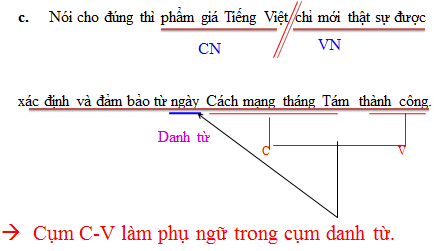 c. Nói cho đúng thì phẩm giá Tiếng Việt chỉ mới thật sự được
CN VN
xác định và đảm bảo từ ngày Cách mạng tháng Tám thành công.
Danh từ C V
→ Cụm C-V làm phụ ngữ trong cụm danh từ.